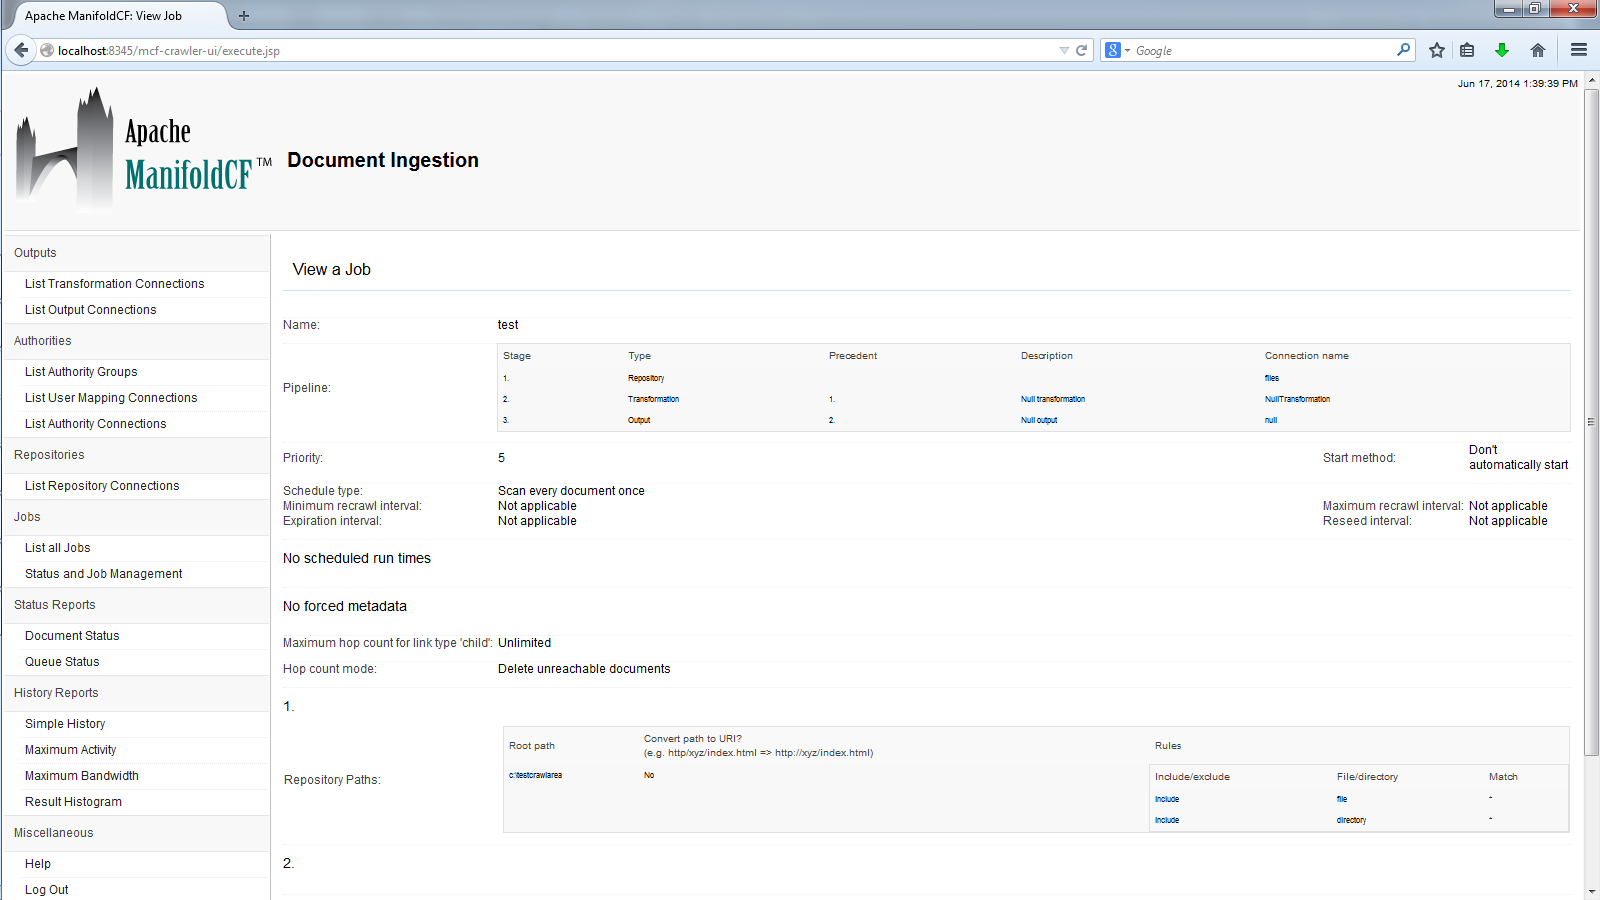 Apache ManifoldCF: View Job
localhost:8345/mcf-crawler-ui/execute.jsp
Google
Jun 17, 2014 1:39:39 PM
Apache
ManifoldCF™
Document Ingestion
Outputs
List Transformation Connections
List Output Connections
Authorities
List Authority Groups
List User Mapping Connections
List Authority Connections
Repositories
List Repository Connections
Jobs
List all Jobs
Status and Job Management
Status Reports
Document Status
Queue Status
History Reports
Simple History
Maximum Activity
Maximum Bandwidth
Result Histogram
Miscellaneous
Help
Log Out
View a Job
Name: test
Pipeline:
Stage Type Precedent Description Connection name
1. Repository files
2. Transformation 1. Null transformation NullTransformation
3. Output 2. Null output null
Priority: 5 Start method: Don't
automatically start
Schedule type: Scan every document once
Minimum recrawl interval: Not applicable Maximum recrawl interval: Not applicable
Expiration interval: Not applicable Reseed interval: Not applicable
No scheduled run times
No forced metadata
Maximum hop count for link type 'child': Unlimited
Hop count mode: Delete unreachable documents
1.
Repository Paths:
Root path Convert path to URI? Rules
(e.g. http/xyz/index.html => http://xyz/index.html)
c:\testcrawlarea No
Include/exclude File/directory Match
Include file *
Include directory *
2.